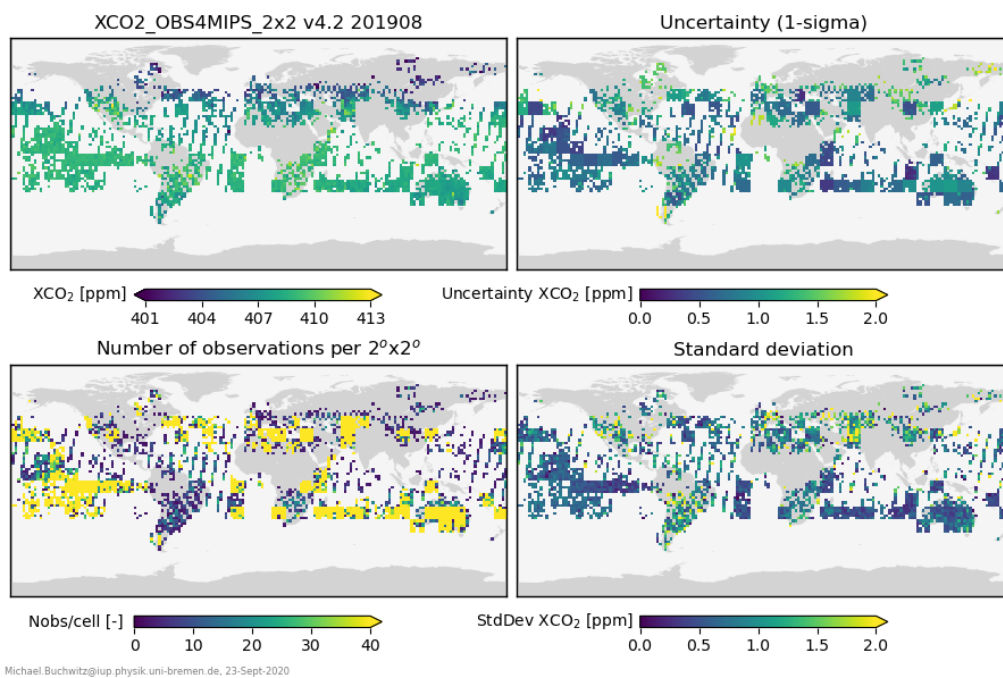 XCO2_OBS4MIPS_2x2 v4.2 201908
Uncertainty (1-sigma)
XCO₂ [ppm]
401 404 407 410 413
Uncertainty XCO₂ [ppm]
0.0 0.5 1.0 1.5 2.0
Number of observations per 2ᵒx2ᵒ
Standard deviation
Nobs/cell [-]
0 10 20 30 40
StdDev XCO₂ [ppm]
0.0 0.5 1.0 1.5 2.0
Michael.Buchwitz@iup.physik.uni-bremen.de, 23-Sept-2020